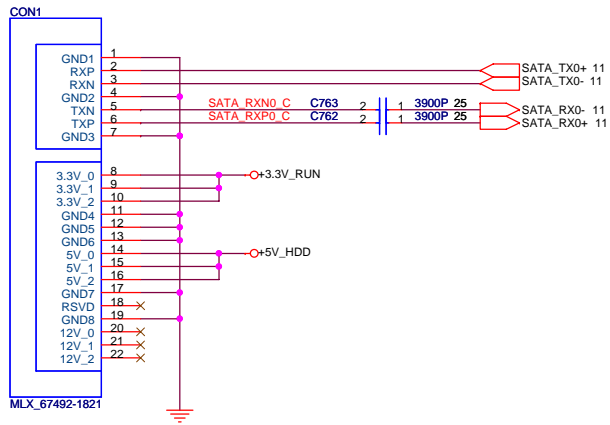 CON1
GND1 1
RXP 2 SATA_TX0+ 11
RXN 3 SATA_TX0- 11
GND2 4
TXN 5 SATA_RXN0_C C763 2 1 3900P 25 SATA_RX0- 11
TXP 6 SATA_RXP0_C C762 2 1 3900P 25 SATA_RX0+ 11
GND3 7
3.3V_0 8 +3.3V_RUN
3.3V_1 9
3.3V_2 10
GND4 11
GND5 12
GND6 13
5V_0 14 +5V_HDD
5V_1 15
5V_2 16
GND7 17
RSVD 18
GND8 19
12V_0 20
12V_1 21
12V_2 22
MLX_67492-1821